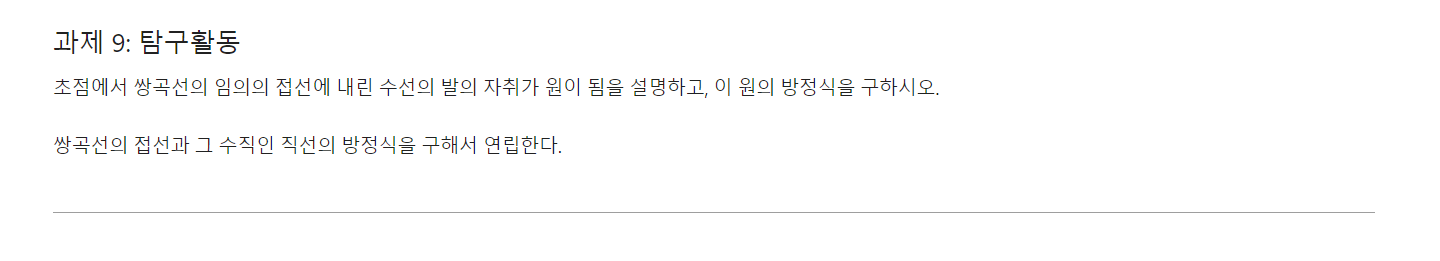 과제 9: 탐구활동
초점에서 쌍곡선의 임의의 접선에 내린 수선의 발의 자취가 원이 됨을 설명하고, 이 원의 방정식을 구하시오.
쌍곡선의 접선과 그 수직인 직선의 방정식을 구해서 연립한다.